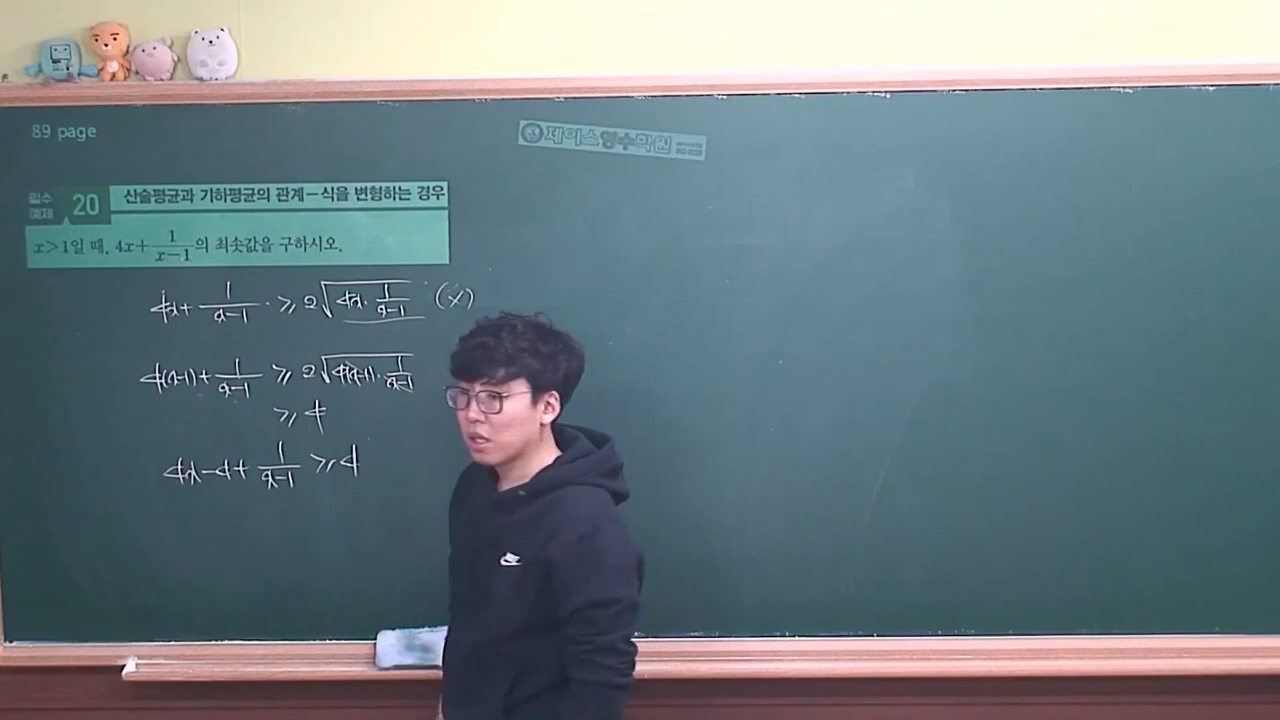 89 page
제이스영수학원
필수 예제 20 산술평균과 기하평균의 관계-식을 변형하는 경우
x>1일 때, 4x+1/(x-1)의 최솟값을 구하시오.
4x+1/(x-1) ≥ 2√(4x·1/(x-1)) (x)
4(x-1)+1/(x-1) ≥ 2√(4(x-1)·1/(x-1))
≥ 4
4x-4+1/(x-1) ≥ 4